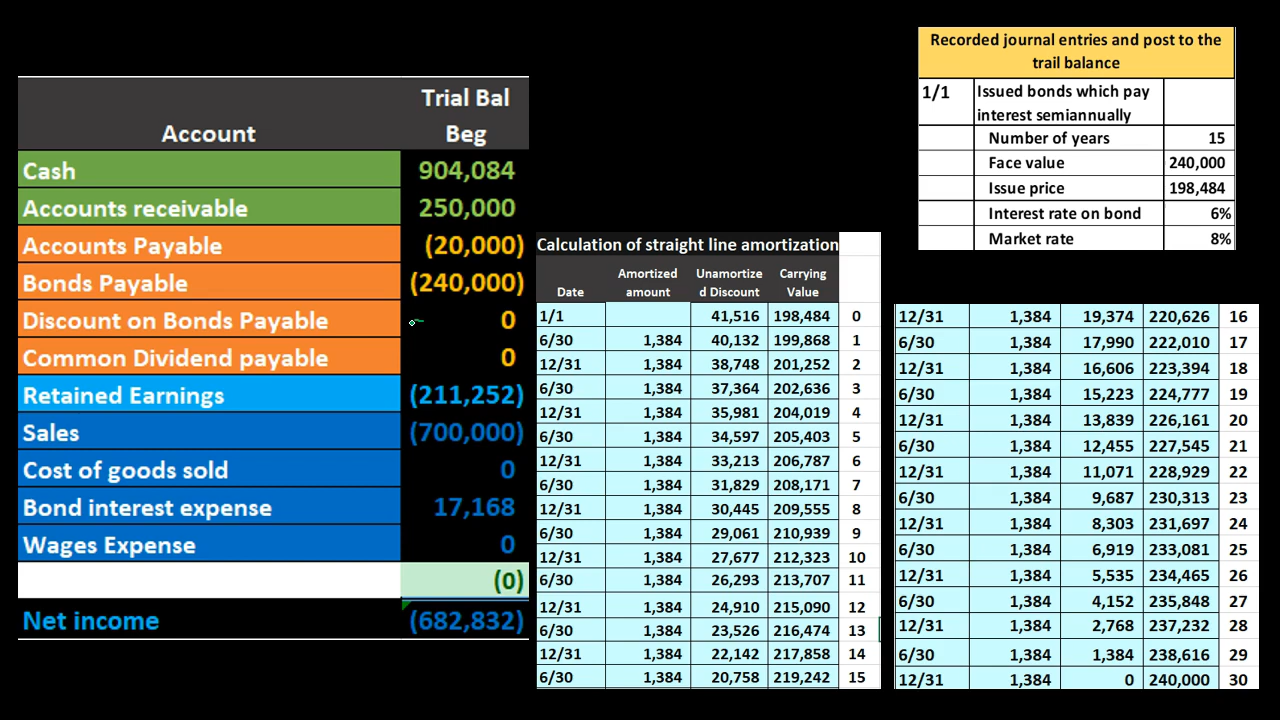 Trial Bal
Account Beg
Cash 904,084
Accounts receivable 250,000
Accounts Payable (20,000)
Bonds Payable (240,000)
Discount on Bonds Payable 0
Common Dividend payable 0
Retained Earnings (211,252)
Sales (700,000)
Cost of goods sold 0
Bond interest expense 17,168
Wages Expense 0
(0)
Net income (682,832)
Calculation of straight line amortization
Amortized Unamortize Carrying
Date amount d Discount Value
1/1 41,516 198,484 0
6/30 1,384 40,132 199,868 1
12/31 1,384 38,748 201,252 2
6/30 1,384 37,364 202,636 3
12/31 1,384 35,981 204,019 4
6/30 1,384 34,597 205,403 5
12/31 1,384 33,213 206,787 6
6/30 1,384 31,829 208,171 7
12/31 1,384 30,445 209,555 8
6/30 1,384 29,061 210,939 9
12/31 1,384 27,677 212,323 10
6/30 1,384 26,293 213,707 11
12/31 1,384 24,910 215,090 12
6/30 1,384 23,526 216,474 13
12/31 1,384 22,142 217,858 14
6/30 1,384 20,758 219,242 15
Recorded journal entries and post to the
trail balance
1/1 Issued bonds which pay
interest semiannually
Number of years 15
Face value 240,000
Issue price 198,484
Interest rate on bond 6%
Market rate 8%
12/31 1,384 19,374 220,626 16
6/30 1,384 17,990 222,010 17
12/31 1,384 16,606 223,394 18
6/30 1,384 15,223 224,777 19
12/31 1,384 13,839 226,161 20
6/30 1,384 12,455 227,545 21
12/31 1,384 11,071 228,929 22
6/30 1,384 9,687 230,313 23
12/31 1,384 8,303 231,697 24
6/30 1,384 6,919 233,081 25
12/31 1,384 5,535 234,465 26
6/30 1,384 4,152 235,848 27
12/31 1,384 2,768 237,232 28
6/30 1,384 1,384 238,616 29
12/31 1,384 0 240,000 30